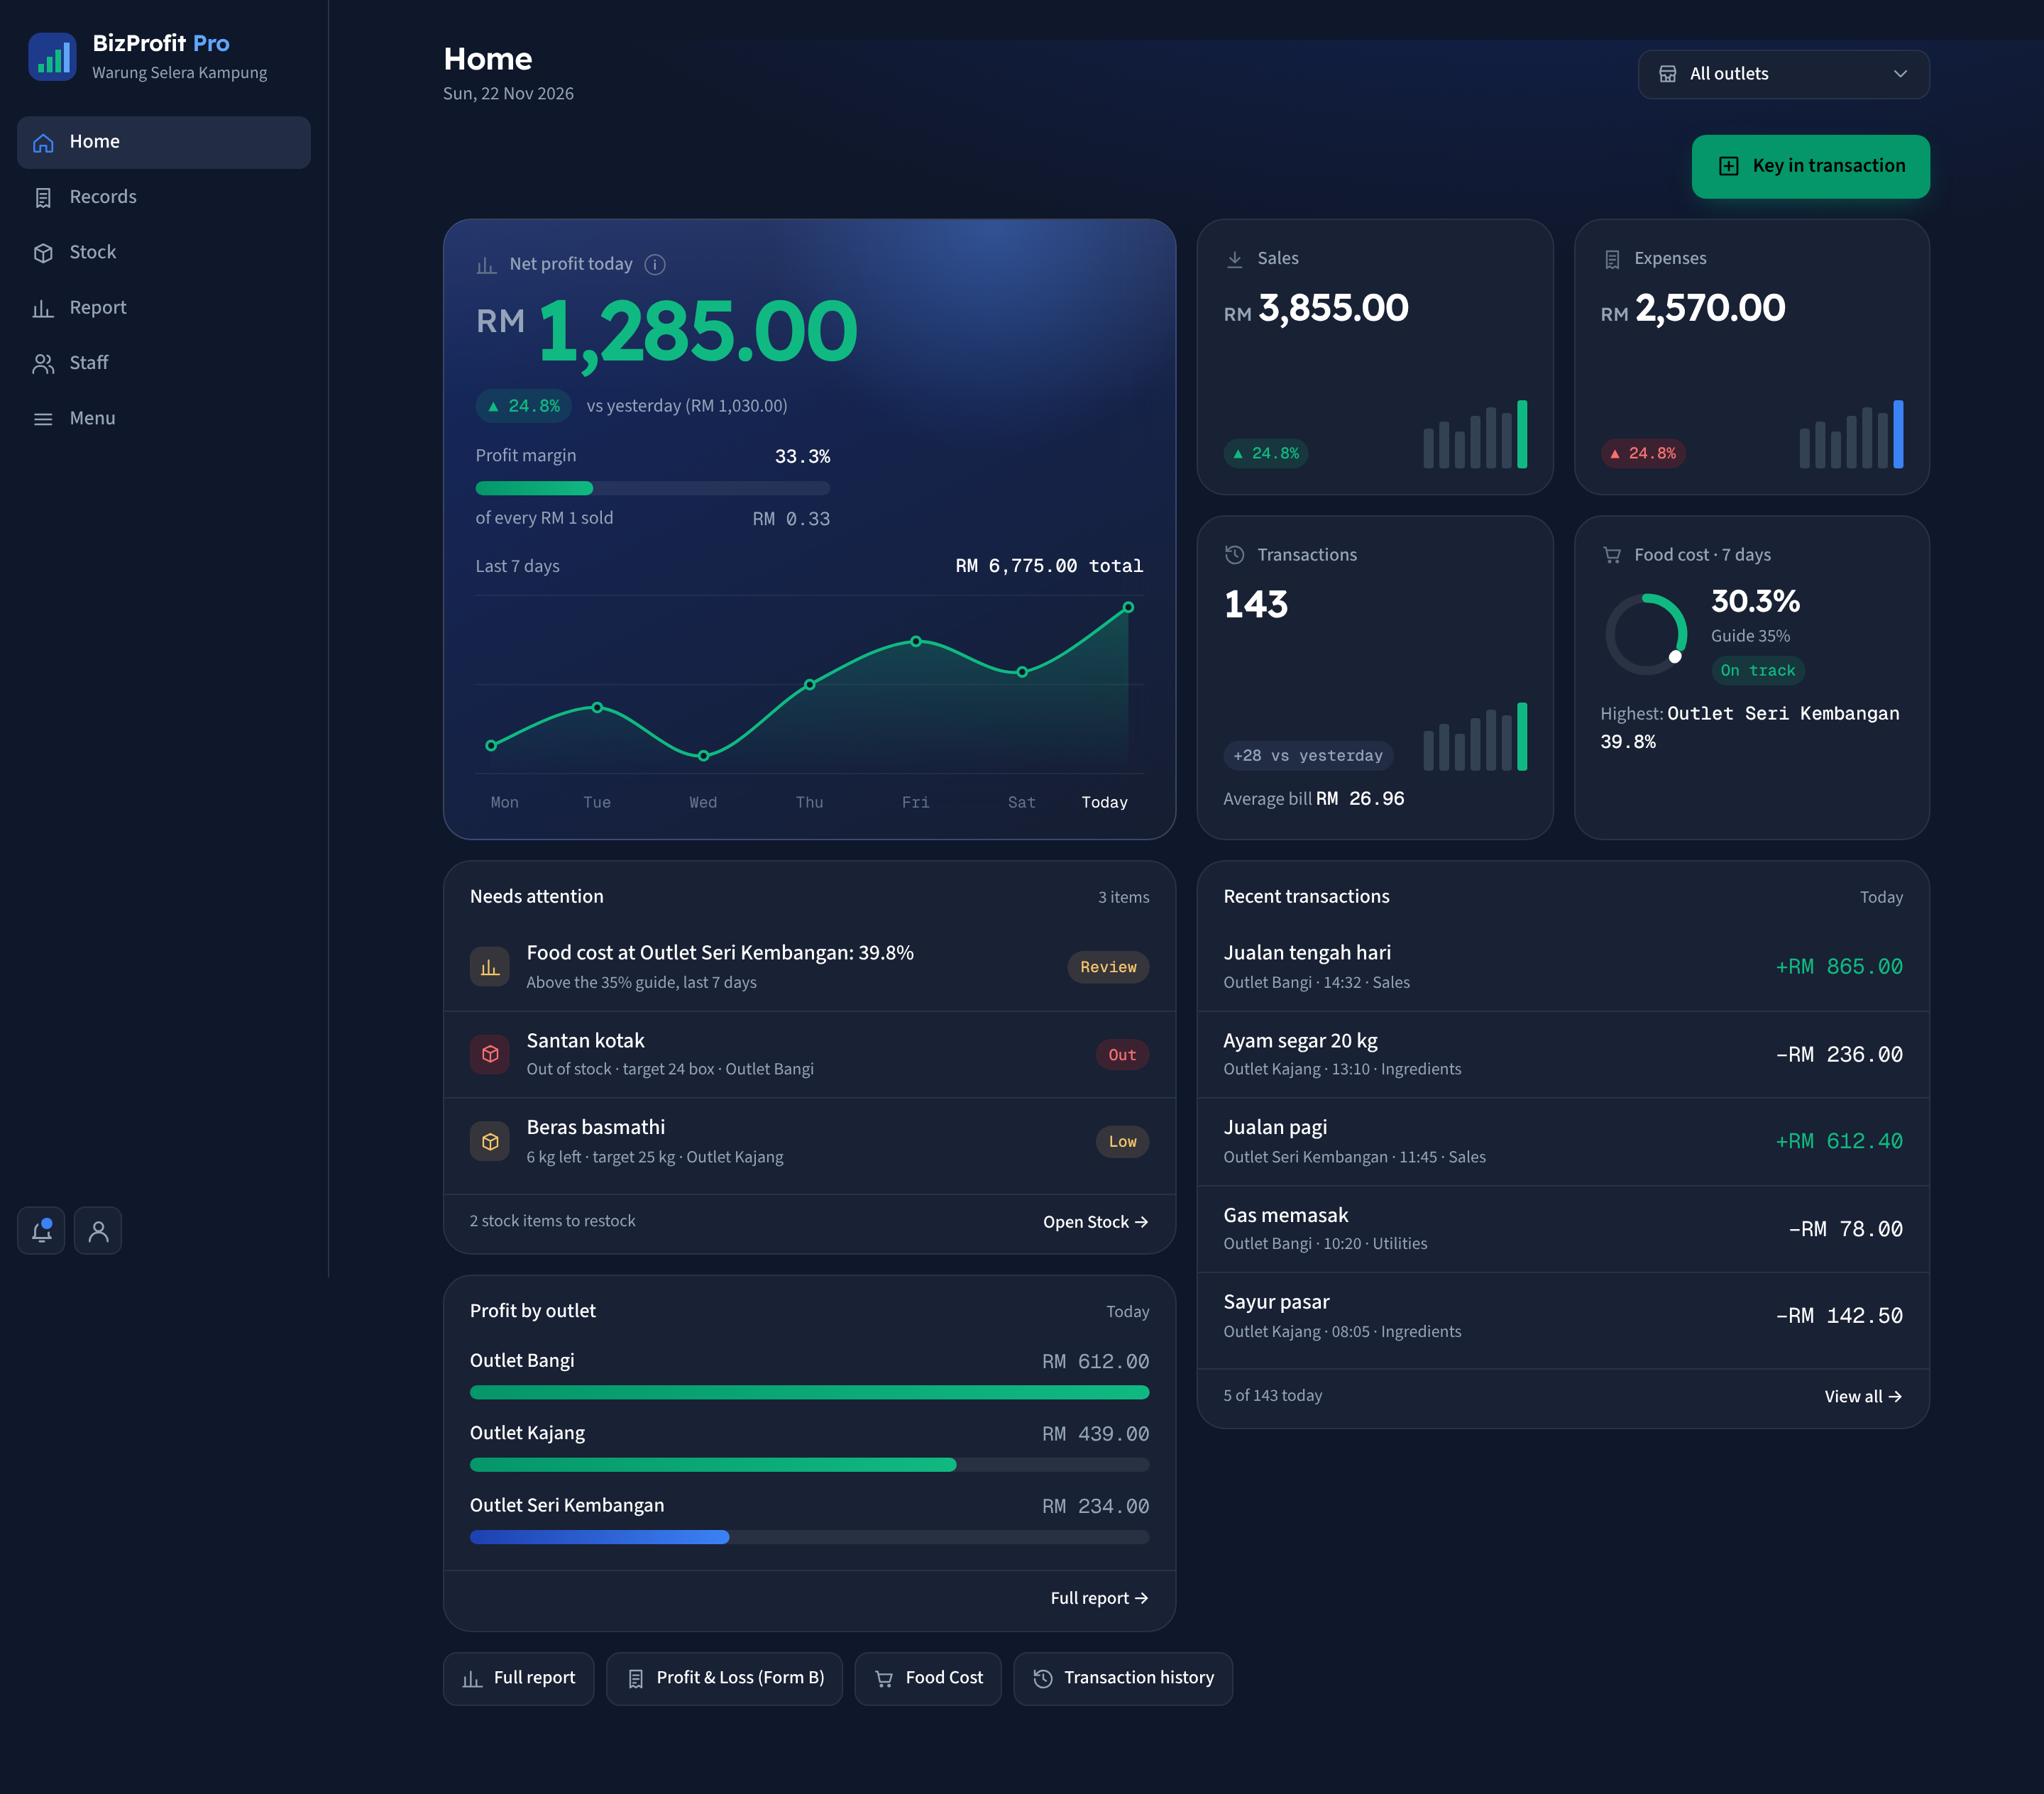 BizProfit Pro
Warung Selera Kampung
Home
Records
Stock
Report
Staff
Menu
Home
Sun, 22 Nov 2026
All outlets
Key in transaction
Net profit today
RM 1,285.00
▲ 24.8% vs yesterday (RM 1,030.00)
Profit margin 33.3%
of every RM 1 sold RM 0.33
Last 7 days RM 6,775.00 total
Mon Tue Wed Thu Fri Sat Today
Sales
RM 3,855.00
▲ 24.8%
Expenses
RM 2,570.00
▲ 24.8%
Transactions
143
+28 vs yesterday
Average bill RM 26.96
Food cost · 7 days
30.3%
Guide 35%
On track
Highest: Outlet Seri Kembangan
39.8%
Needs attention 3 items
Food cost at Outlet Seri Kembangan: 39.8%
Above the 35% guide, last 7 days
Review
Santan kotak
Out of stock · target 24 box · Outlet Bangi
Out
Beras basmathi
6 kg left · target 25 kg · Outlet Kajang
Low
2 stock items to restock Open Stock →
Recent transactions Today
Jualan tengah hari
Outlet Bangi · 14:32 · Sales
+RM 865.00
Ayam segar 20 kg
Outlet Kajang · 13:10 · Ingredients
−RM 236.00
Jualan pagi
Outlet Seri Kembangan · 11:45 · Sales
+RM 612.40
Gas memasak
Outlet Bangi · 10:20 · Utilities
−RM 78.00
Sayur pasar
Outlet Kajang · 08:05 · Ingredients
−RM 142.50
5 of 143 today View all →
Profit by outlet Today
Outlet Bangi RM 612.00
Outlet Kajang RM 439.00
Outlet Seri Kembangan RM 234.00
Full report →
Full report
Profit & Loss (Form B)
Food Cost
Transaction history